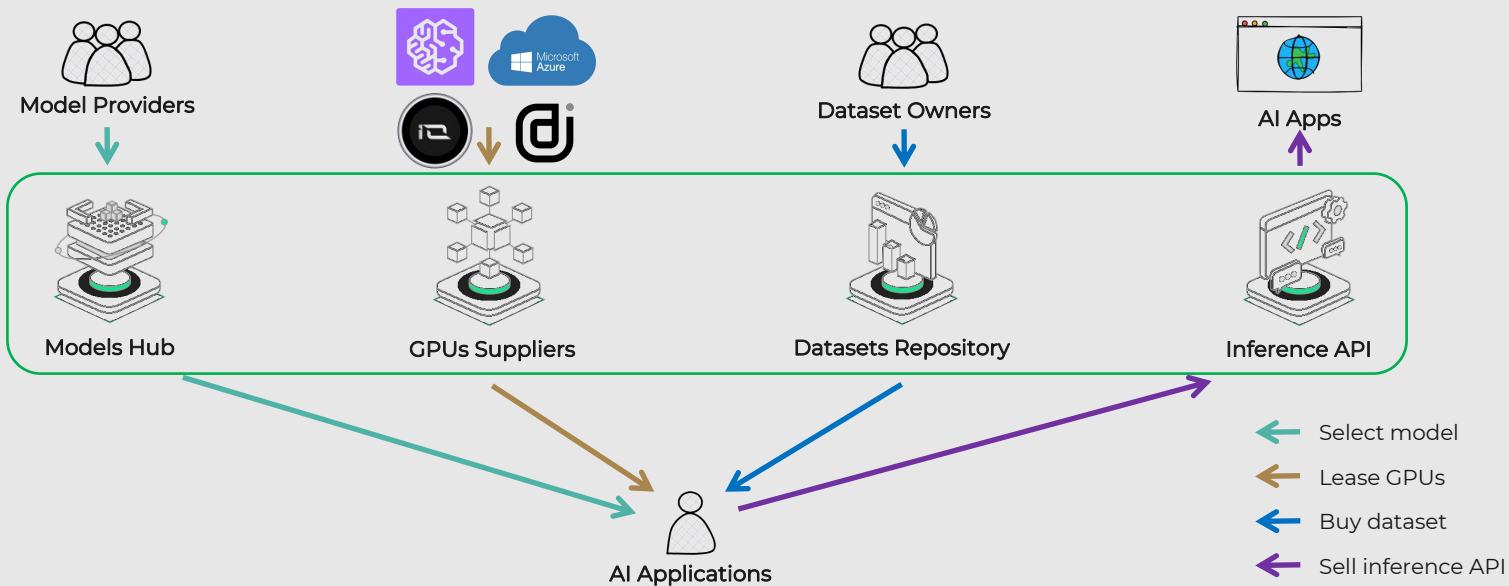 Model Providers
Microsoft
Azure
Dataset Owners
AI Apps
Models Hub
GPUs Suppliers
Datasets Repository
Inference API
Select model
Lease GPUs
Buy dataset
Sell inference API
AI Applications